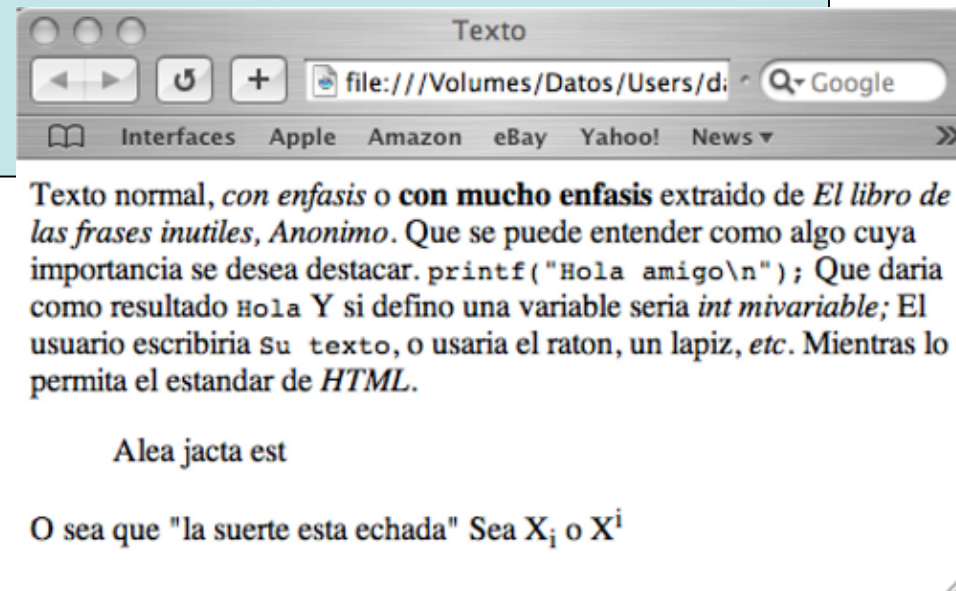 Texto
file:///Volumes/Datos/Users/da
Google
Interfaces Apple Amazon eBay Yahoo! News
Texto normal, con enfasis o con mucho enfasis extraido de El libro de
las frases inutiles, Anonimo. Que se puede entender como algo cuya
importancia se desea destacar. printf("Hola amigo\n"); Que daria
como resultado Hola Y si defino una variable seria int mivariable; El
usuario escribiria Su texto, o usaria el raton, un lapiz, etc. Mientras lo
permita el estandar de HTML.
Alea jacta est
O sea que "la suerte esta echada" Sea Xᵢ o Xⁱ